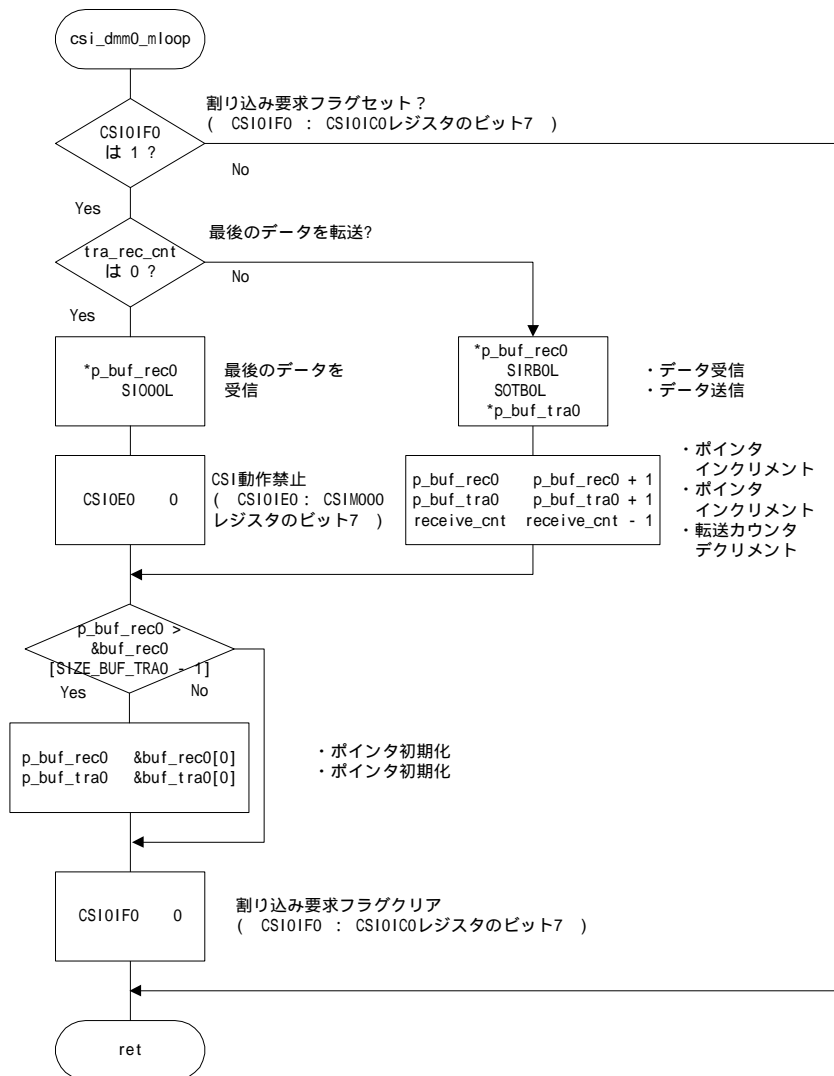 csi_dmm0_mloop
割り込み要求フラグセット？
( CSI0IF0 : CSI0IC0レジスタのビット7 )
CSI0IF0
は 1 ?
No
Yes
最後のデータを転送?
tra_rec_cnt
は 0 ?
No
Yes
*p_buf_rec0
SIO00L
最後のデータを
受信
*p_buf_rec0
SIRB0L
SOTB0L
*p_buf_tra0
・データ受信
・データ送信
CSI0E0 0
CSI動作禁止
( CSI0IE0 : CSIM000
レジスタのビット7 )
p_buf_rec0 p_buf_rec0 + 1
p_buf_tra0 p_buf_tra0 + 1
receive_cnt receive_cnt - 1
・ポインタ
インクリメント
・ポインタ
インクリメント
・転送カウンタ
デクリメント
p_buf_rec0 >
&buf_rec0
[SIZE_BUF_TRA0 - 1]
Yes
No
p_buf_rec0 &buf_rec0[0]
p_buf_tra0 &buf_tra0[0]
・ポインタ初期化
・ポインタ初期化
CSI0IF0 0
割り込み要求フラグクリア
( CSI0IF0 : CSI0IC0レジスタのビット7 )
ret